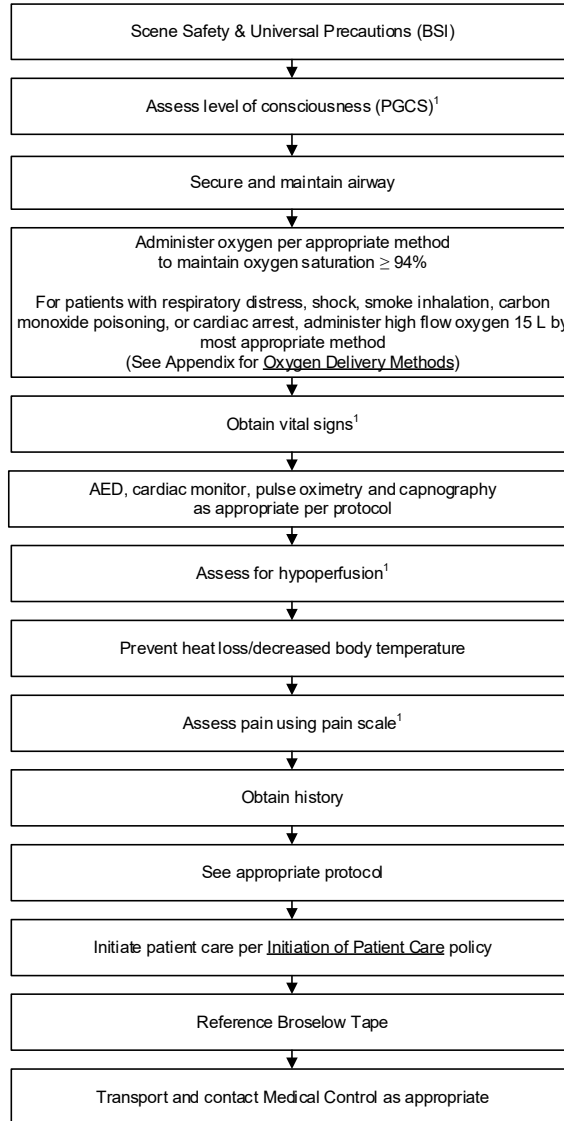 Scene Safety & Universal Precautions (BSI)
Assess level of consciousness (PGCS)¹
Secure and maintain airway
Administer oxygen per appropriate method
to maintain oxygen saturation ≥ 94%
For patients with respiratory distress, shock, smoke inhalation, carbon
monoxide poisoning, or cardiac arrest, administer high flow oxygen 15 L by
most appropriate method
(See Appendix for Oxygen Delivery Methods)
Obtain vital signs¹
AED, cardiac monitor, pulse oximetry and capnography
as appropriate per protocol
Assess for hypoperfusion¹
Prevent heat loss/decreased body temperature
Assess pain using pain scale¹
Obtain history
See appropriate protocol
Initiate patient care per Initiation of Patient Care policy
Reference Broselow Tape
Transport and contact Medical Control as appropriate